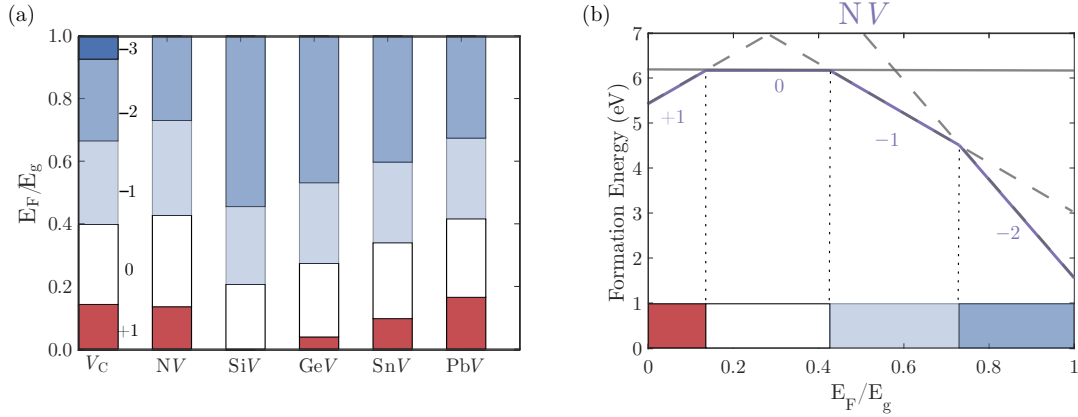 (a)
1.0
0.8
0.6
0.4
0.2
0.0
E_F/E_g
−3
−2
−1
0
+1
V_C
NV
SiV
GeV
SnV
PbV
(b)
NV
7
6
5
4
3
2
1
0
Formation Energy (eV)
+1
0
−1
−2
0
0.2
0.4
0.6
0.8
1
E_F/E_g